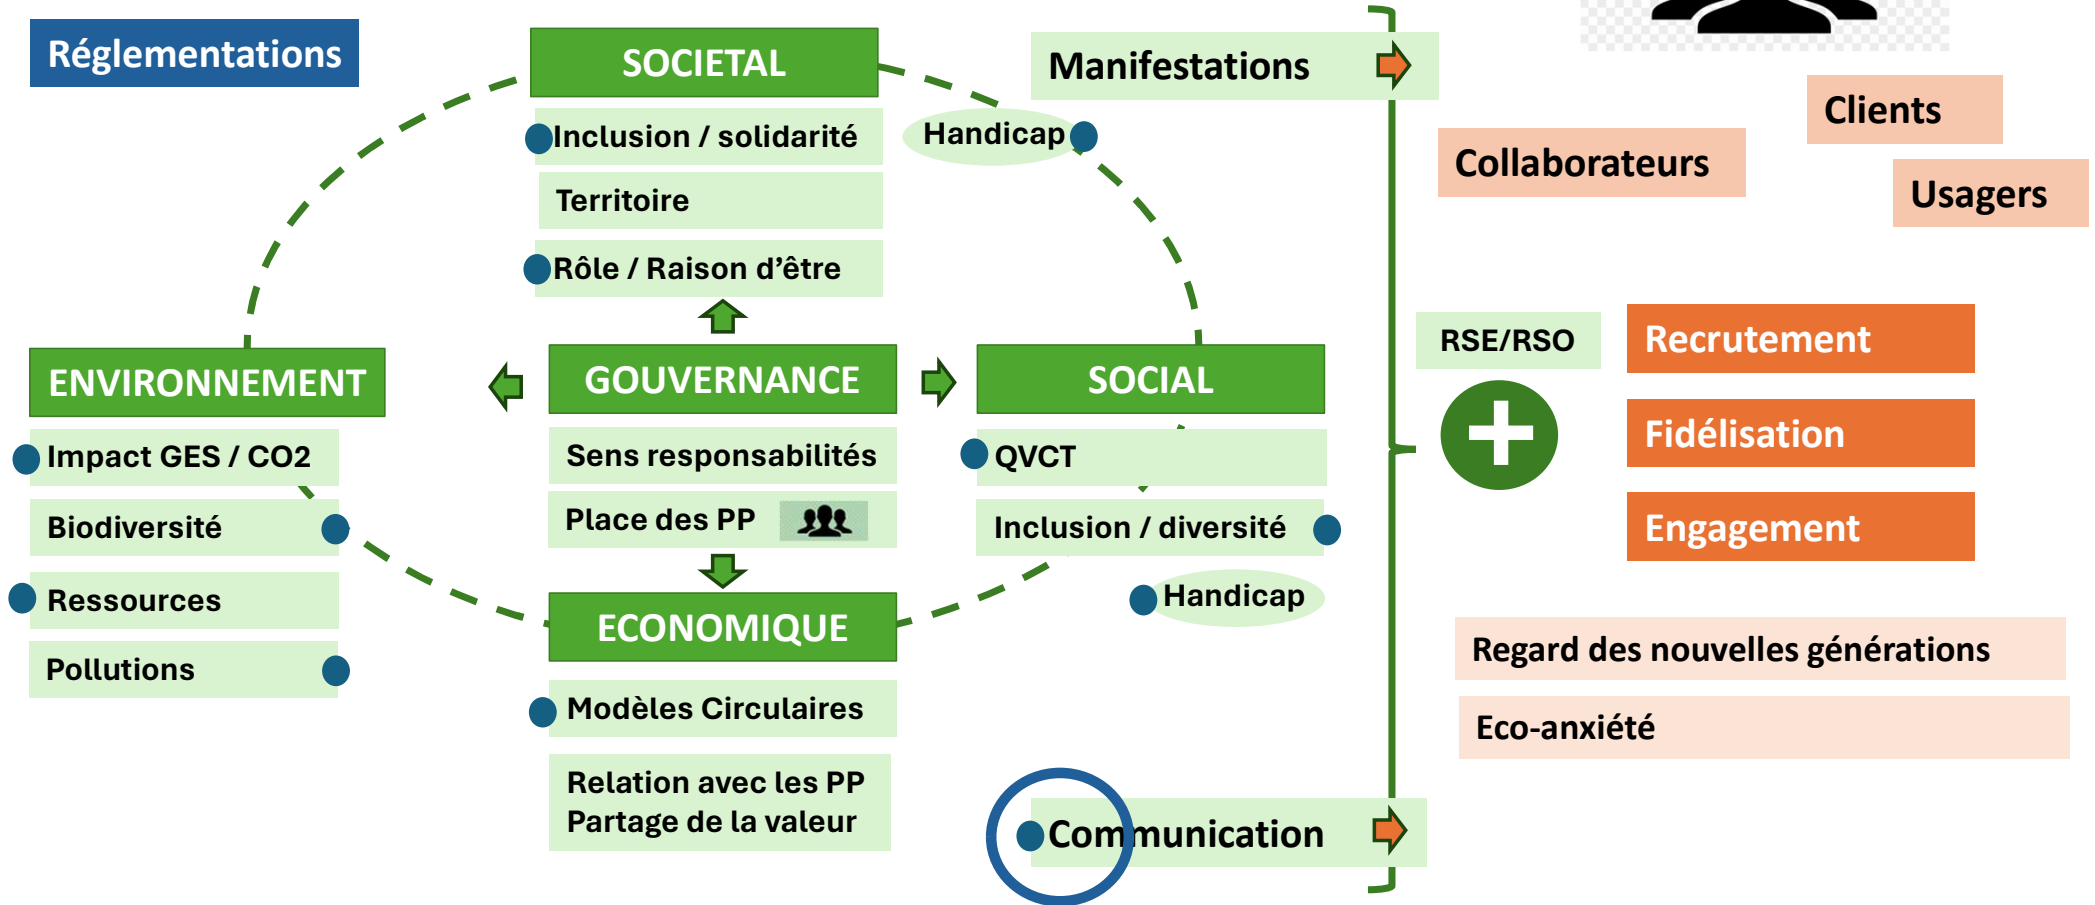 Réglementations
SOCIETAL
Inclusion / solidarité
Handicap
Territoire
Rôle / Raison d’être
Manifestations
Clients
Collaborateurs
Usagers
ENVIRONNEMENT
Impact GES / CO2
Biodiversité
Ressources
Pollutions
GOUVERNANCE
Sens responsabilités
Place des PP
SOCIAL
QVCT
Inclusion / diversité
Handicap
ECONOMIQUE
Modèles Circulaires
Relation avec les PP
Partage de la valeur
Communication
RSE/RSO
Recrutement
Fidélisation
Engagement
Regard des nouvelles générations
Eco-anxiété